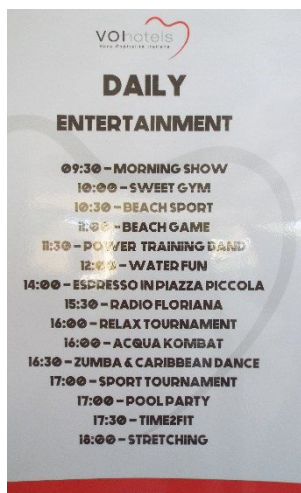 VOIhotels
Vera Ospitalità Italiana
DAILY
ENTERTAINMENT
09:30 – MORNING SHOW
10:00 – SWEET GYM
10:30 – BEACH SPORT
11:00 – BEACH GAME
11:30 – POWER TRAINING BAND
12:00 – WATER FUN
14:00 – ESPRESSO IN PIAZZA PICCOLA
15:30 – RADIO FLORIANA
16:00 – RELAX TOURNAMENT
16:00 – ACQUA KOMBAT
16:30 – ZUMBA & CARIBBEAN DANCE
17:00 – SPORT TOURNAMENT
17:00 – POOL PARTY
17:30 – TIME2FIT
18:00 – STRETCHING